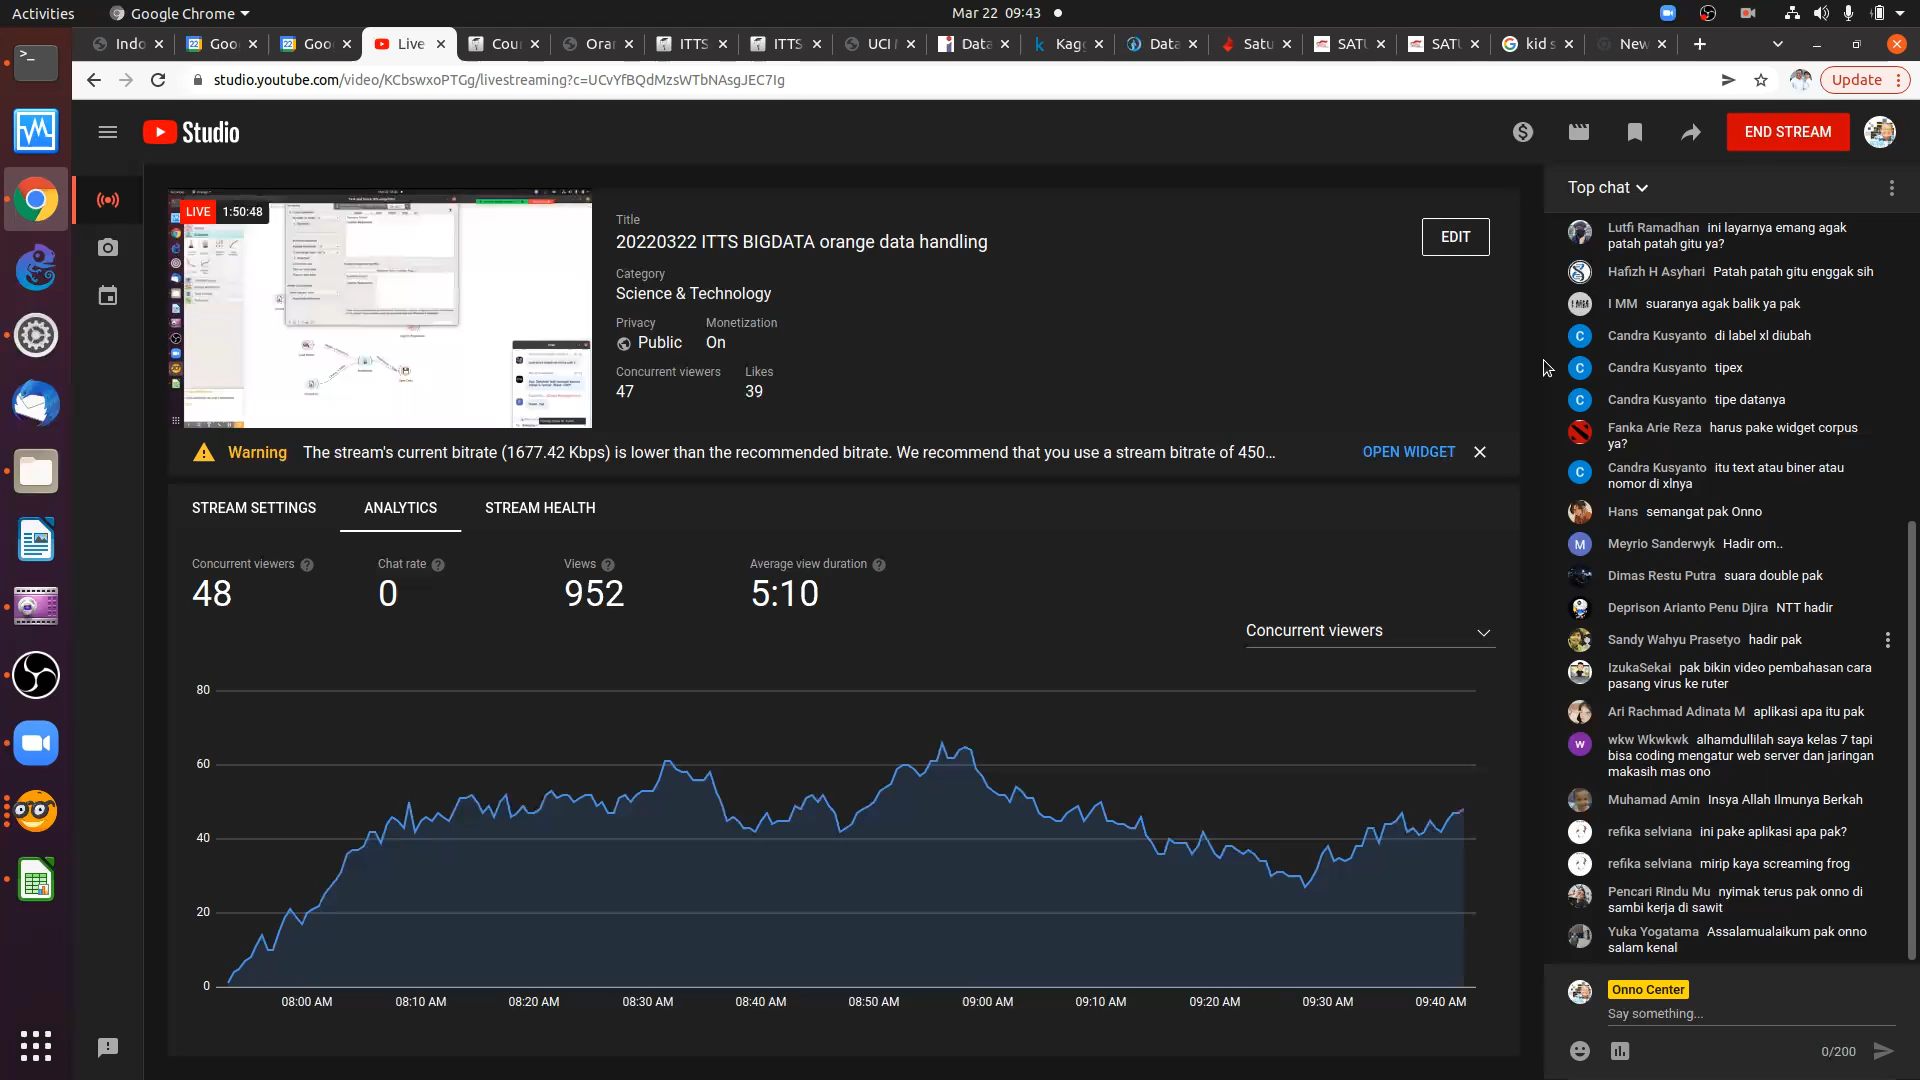 Activities Google Chrome Mar 22 09:43
Indo Goo Goo Live Cour Orar ITTS ITTS UCI Data Kag Data Satu SATU SATU kid s New
studio.youtube.com/video/KCbswxoPTGg/livestreaming?c=UCvYfBQdMzsWTbNAsgJEC7Ig Update
Studio END STREAM
LIVE 1:50:48
Title
20220322 ITTS BIGDATA orange data handling
EDIT
Category
Science & Technology
Privacy Monetization
Public On
Concurrent viewers Likes
47 39
Warning The stream's current bitrate (1677.42 Kbps) is lower than the recommended bitrate. We recommend that you use a stream bitrate of 450... OPEN WIDGET
STREAM SETTINGS ANALYTICS STREAM HEALTH
Concurrent viewers ? Chat rate ? Views ? Average view duration ?
48 0 952 5:10
Concurrent viewers
80
60
40
20
0
08:00 AM 08:10 AM 08:20 AM 08:30 AM 08:40 AM 08:50 AM 09:00 AM 09:10 AM 09:20 AM 09:30 AM 09:40 AM
Top chat
Lutfi Ramadhan ini layarnya emang agak
patah patah gitu ya?
Hafizh H Asyhari Patah patah gitu enggak sih
I MM suaranya agak balik ya pak
C Candra Kusyanto di label xl diubah
C Candra Kusyanto tipex
C Candra Kusyanto tipe datanya
Fanka Arie Reza harus pake widget corpus
ya?
C Candra Kusyanto itu text atau biner atau
nomor di xlnya
Hans semangat pak Onno
M Meyrio Sanderwyk Hadir om..
Dimas Restu Putra suara double pak
Deprison Arianto Penu Djira NTT hadir
Sandy Wahyu Prasetyo hadir pak
IzukaSekai pak bikin video pembahasan cara
pasang virus ke ruter
Ari Rachmad Adinata M aplikasi apa itu pak
w wkw Wkwkwk alhamdullilah saya kelas 7 tapi
bisa coding mengatur web server dan jaringan
makasih mas ono
Muhamad Amin Insya Allah Ilmunya Berkah
refika selviana ini pake aplikasi apa pak?
refika selviana mirip kaya screaming frog
Pencari Rindu Mu nyimak terus pak onno di
sambi kerja di sawit
Yuka Yogatama Assalamualaikum pak onno
salam kenal
Onno Center
Say something...
0/200